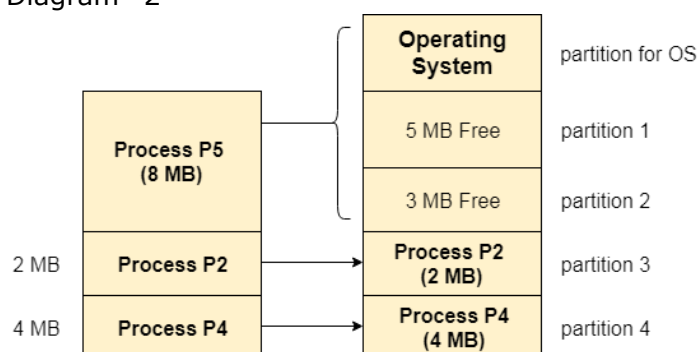 Diagram - 2
Operating
System
partition for OS
Process P5
(8 MB)
5 MB Free
partition 1
3 MB Free
partition 2
2 MB
Process P2
Process P2
(2 MB)
partition 3
4 MB
Process P4
Process P4
(4 MB)
partition 4